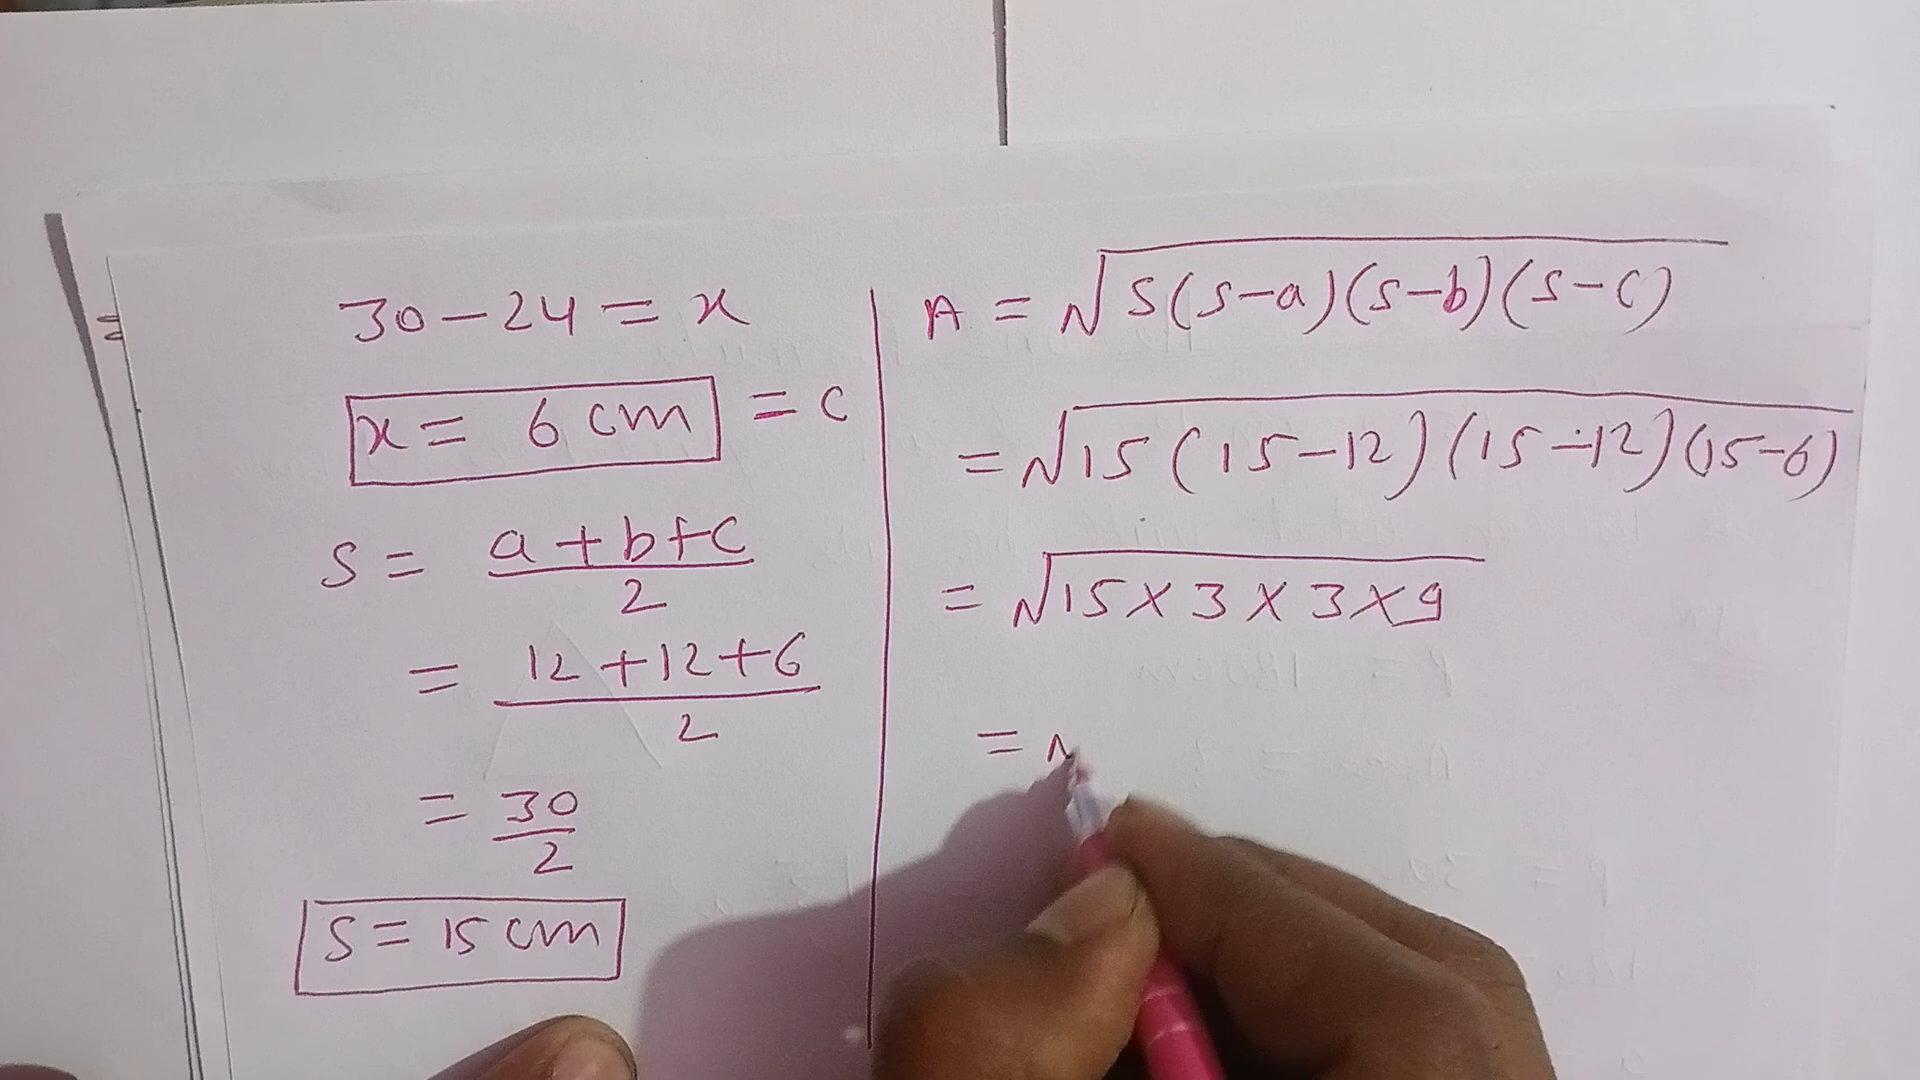 30-24 = x
x = 6 cm = c
S = a+b+c/2
= 12+12+6/2
= 30/2
S = 15 cm
A = √S(S-a)(S-b)(S-c)
= √15(15-12)(15-12)(15-6)
= √15×3×3×9
=